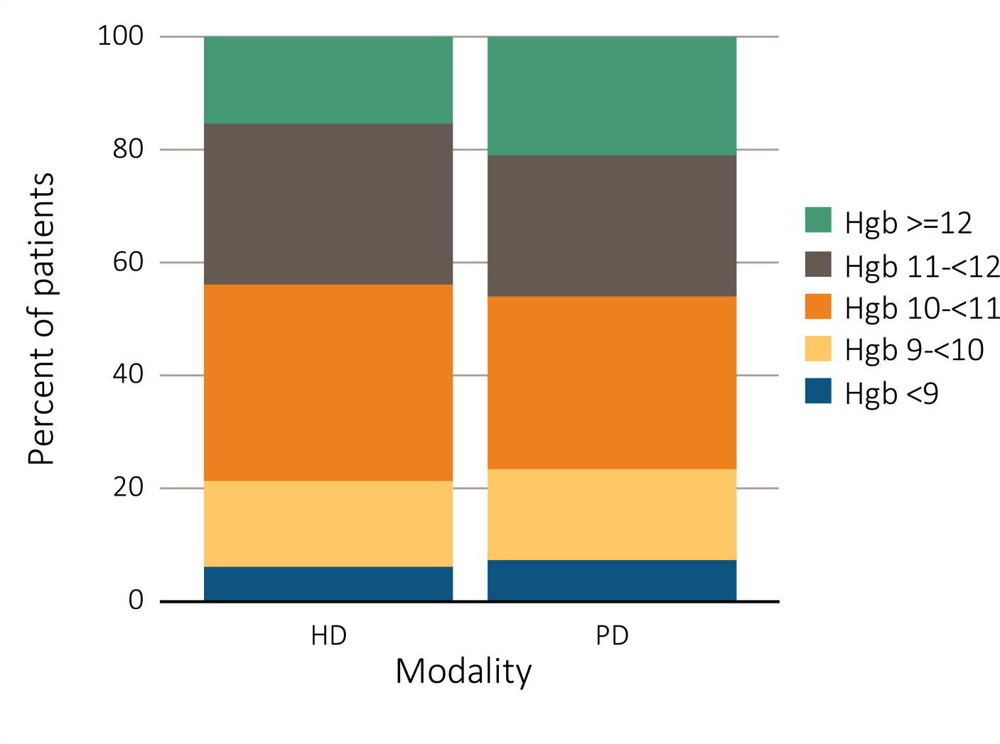 100
80
60
40
20
0
Percent of patients
HD
PD
Modality
Hgb >=12
Hgb 11-<12
Hgb 10-<11
Hgb 9-<10
Hgb <9